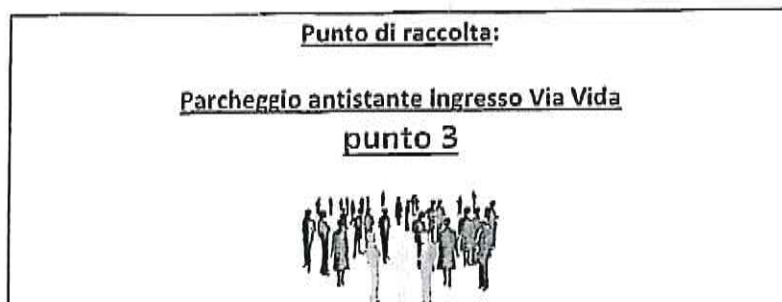 Punto di raccolta:
Parcheggio antistante ingresso Via Vida
punto 3